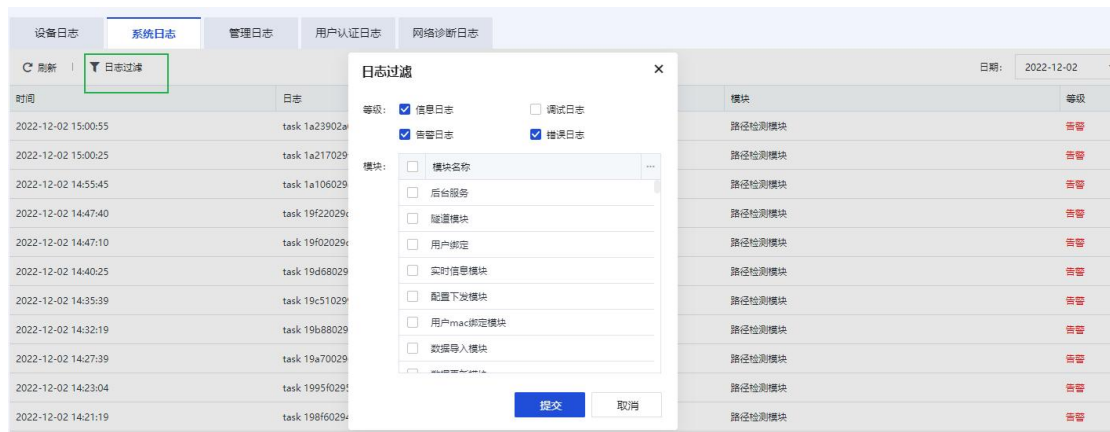 设备日志 系统日志 管理日志 用户认证日志 网络诊断日志
刷新 日志过滤 日期: 2022-12-02
时间 日志 模块 等级
2022-12-02 15:00:55 task 1a23902a 路径检测模块 告警
2022-12-02 15:00:25 task 1a217029 路径检测模块 告警
2022-12-02 14:55:45 task 1a106029 路径检测模块 告警
2022-12-02 14:47:40 task 19f22029 路径检测模块 告警
2022-12-02 14:47:10 task 19f02029 路径检测模块 告警
2022-12-02 14:40:25 task 19d68029 路径检测模块 告警
2022-12-02 14:35:39 task 19c51029 路径检测模块 告警
2022-12-02 14:32:19 task 19b88029 路径检测模块 告警
2022-12-02 14:27:39 task 19a70029 路径检测模块 告警
2022-12-02 14:23:04 task 1995f029 路径检测模块 告警
2022-12-02 14:21:19 task 198f6029 路径检测模块 告警
日志过滤
等级: 信息日志 调试日志
告警日志 错误日志
模块: 模块名称
后台服务
隧道模块
用户绑定
实时信息模块
配置下发模块
用户mac绑定模块
数据导入模块
提交 取消